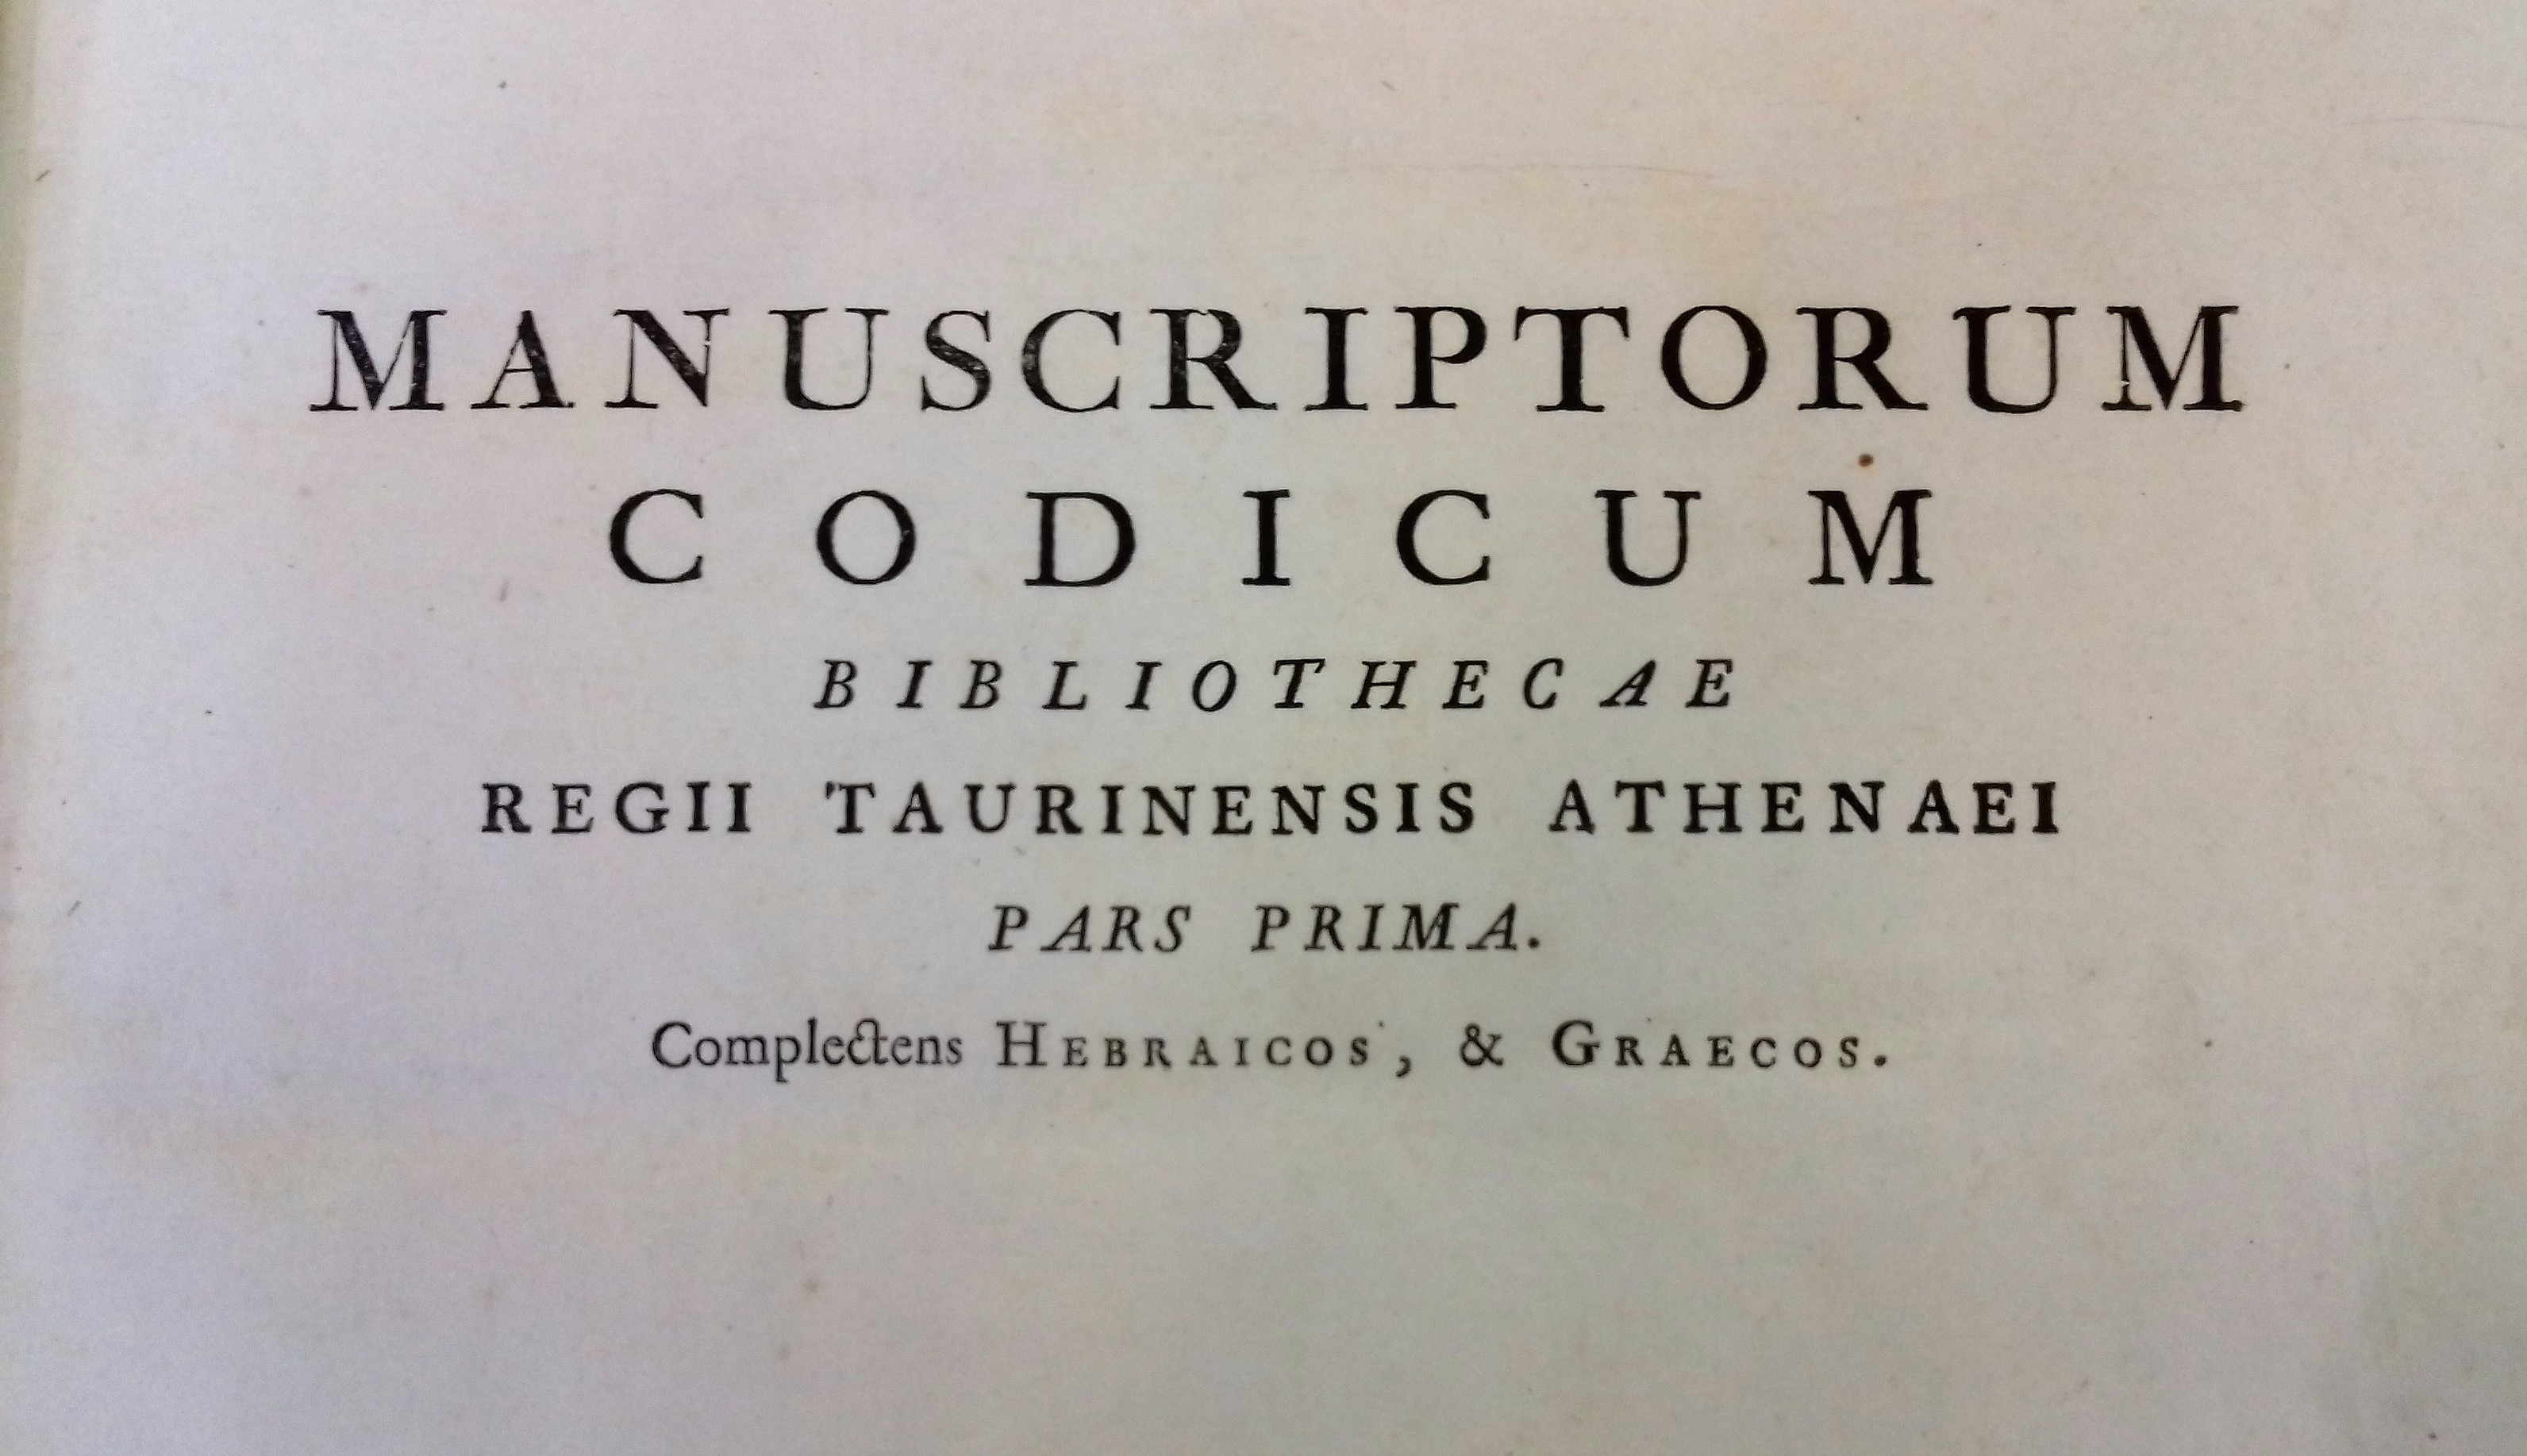 MANUSCRIPTORUM
CODICUM
BIBLIOTHECAE
REGII TAURINENSIS ATHENAEI
PARS PRIMA.
Complectens HEBRAICOS, & GRAECOS.